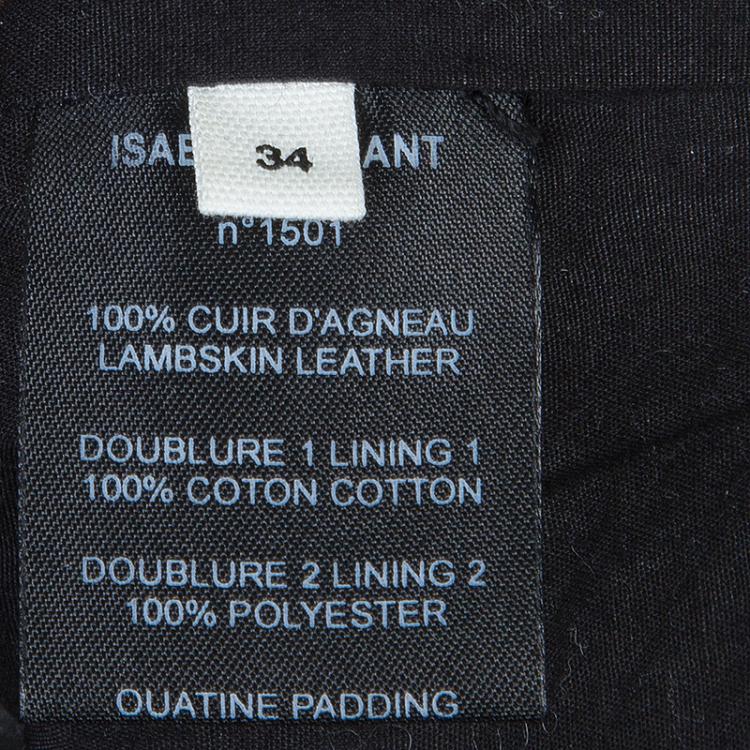 34
n°1501
100% CUIR D'AGNEAU
LAMBSKIN LEATHER
DOUBLURE 1 LINING 1
100% COTON COTTON
DOUBLURE 2 LINING 2
100% POLYESTER
OUATINE PADDING